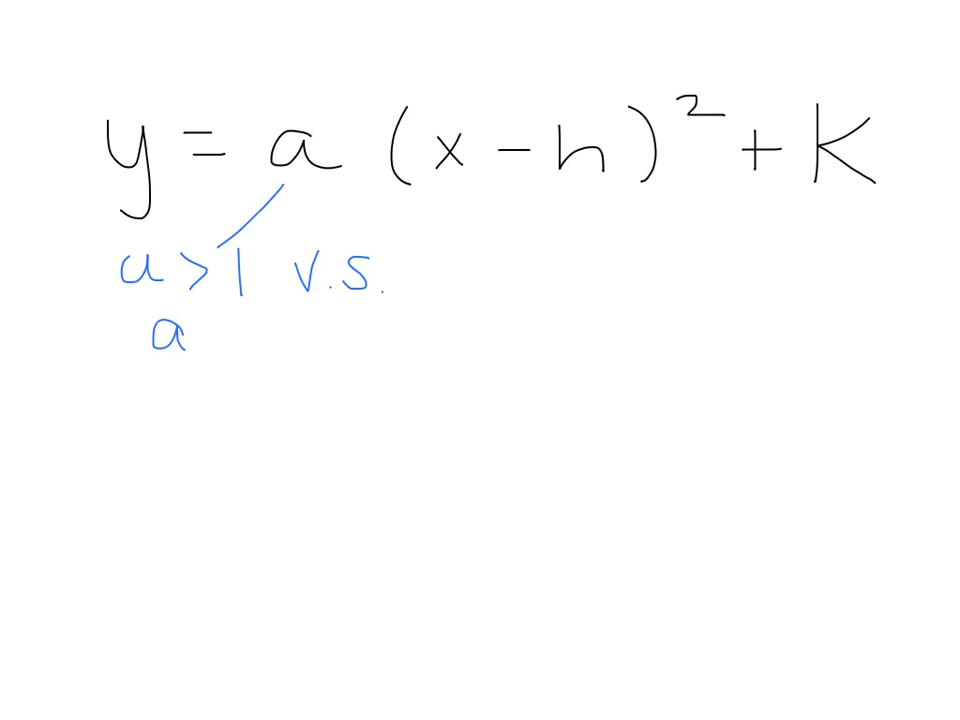 y = a (x - h)² + K
a > 1 v.s.
a